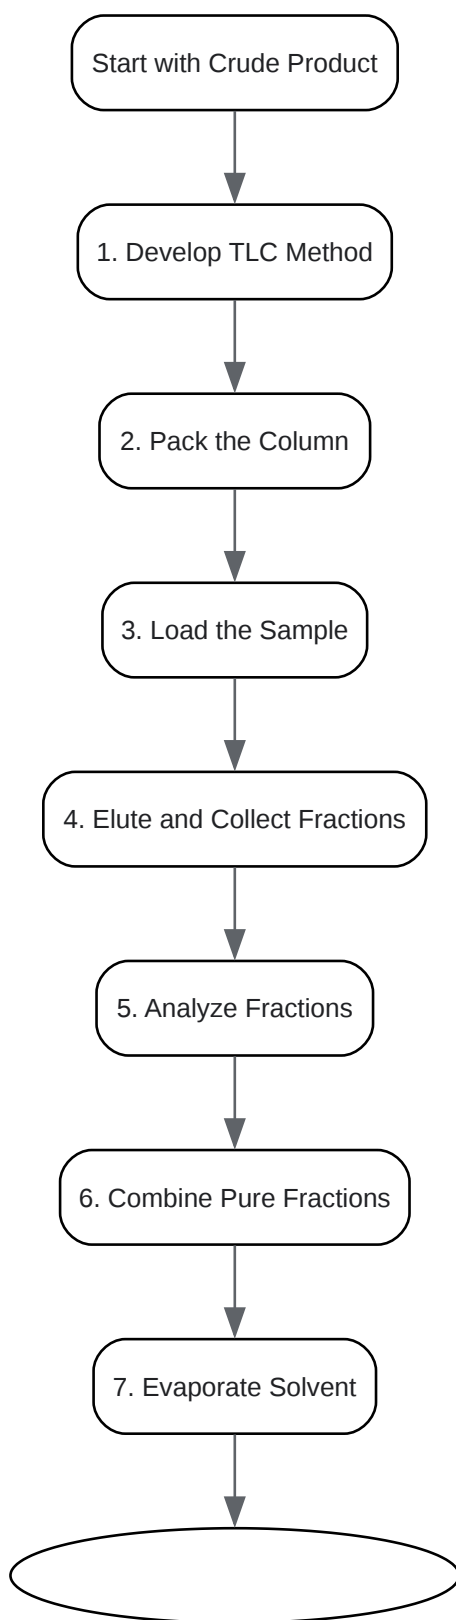 Start with Crude Product
1. Develop TLC Method
2. Pack the Column
3. Load the Sample
4. Elute and Collect Fractions
5. Analyze Fractions
6. Combine Pure Fractions
7. Evaporate Solvent